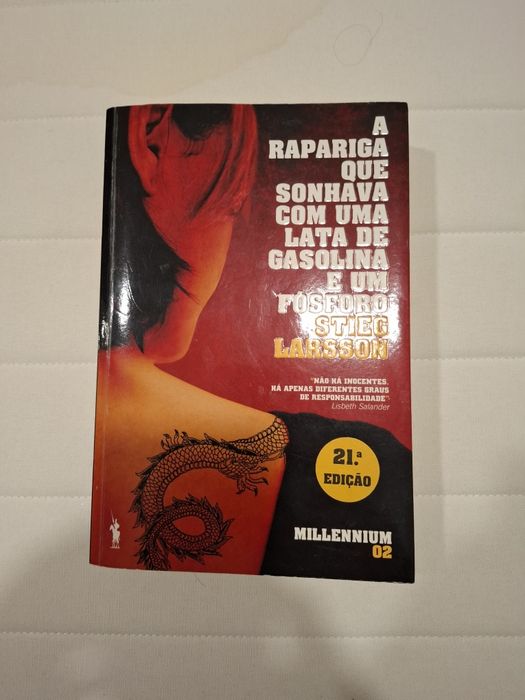 A
RAPARIGA
QUE
SONHAVA
COM UMA
LATA DE
GASOLINA
E UM
FÓSFORO
STIEG
LARSSON
"NÃO HÁ INOCENTES.
HÁ APENAS DIFERENTES GRAUS
DE RESPONSABILIDADE"
Lisbeth Salander
21.ª
EDIÇÃO
MILLENNIUM
02